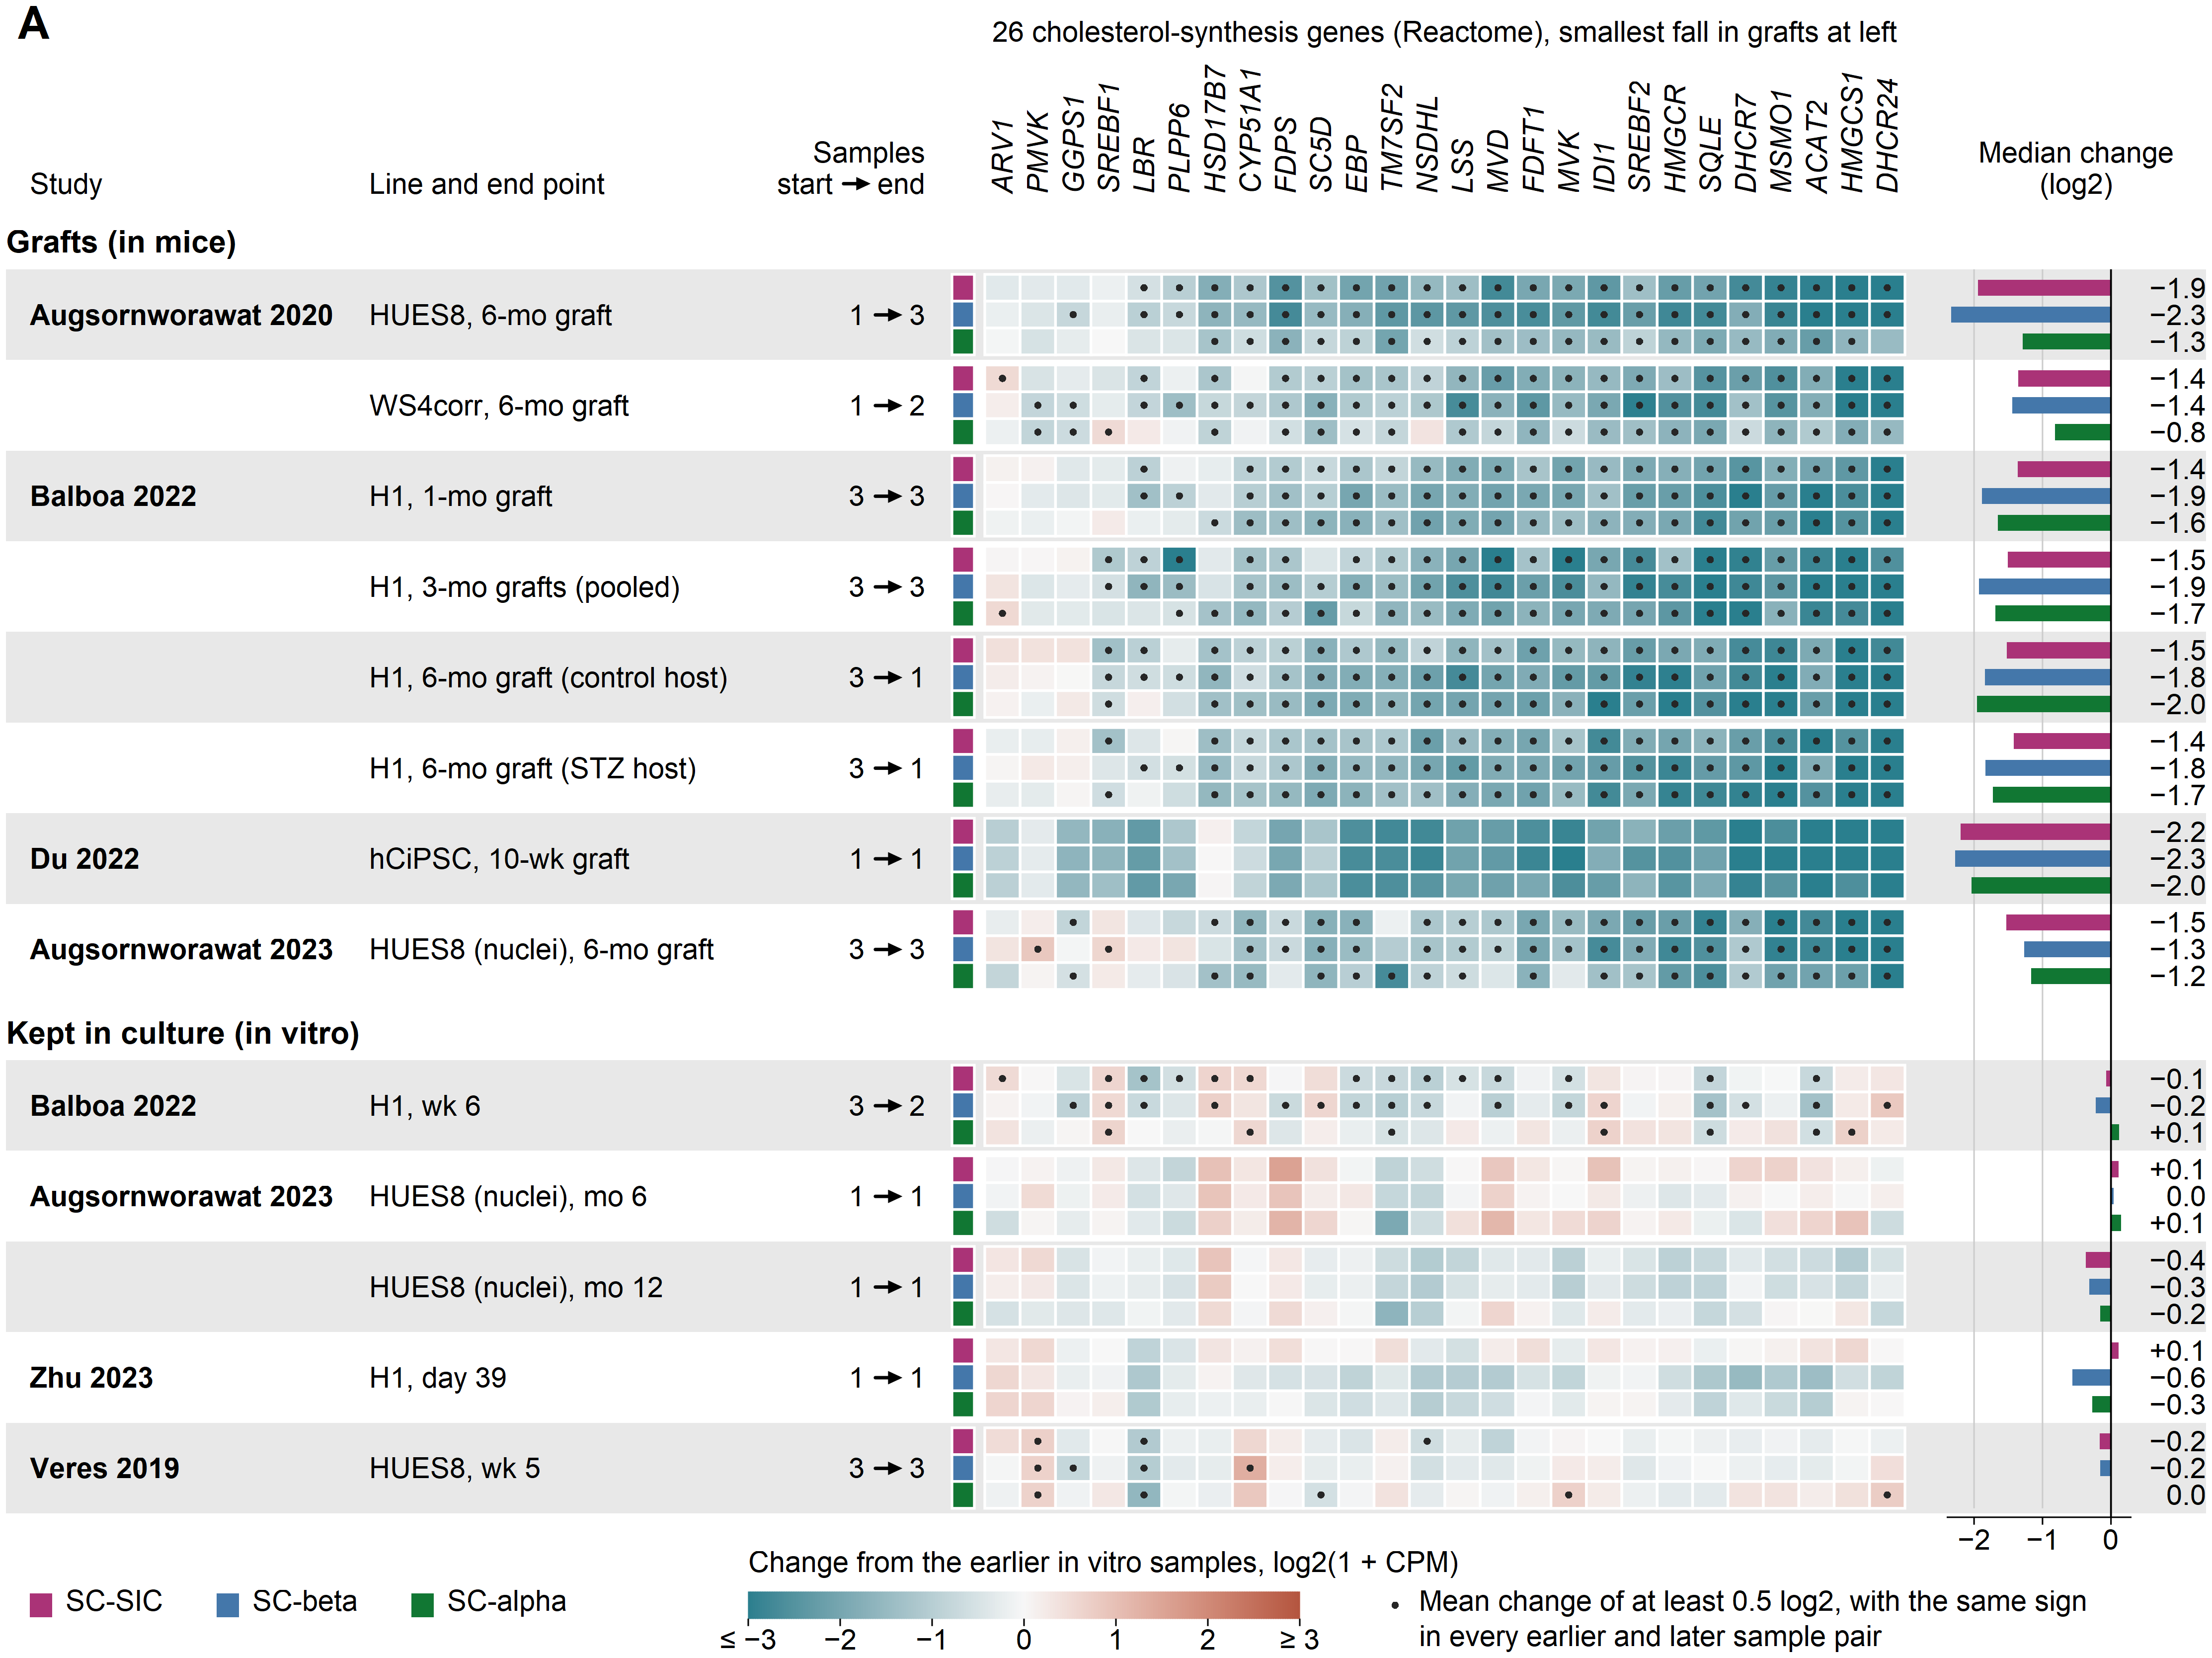 A
26 cholesterol-synthesis genes (Reactome), smallest fall in grafts at left
ARV1
PMVK
GGPS1
SREBF1
LBR
PLPP6
HSD17B7
CYP51A1
FDPS
SC5D
EBP
TM7SF2
NSDHL
LSS
MVD
FDFT1
MVK
IDI1
SREBF2
HMGCR
SQLE
DHCR7
MSMO1
ACAT2
HMGCS1
DHCR24
Study
Line and end point
Samples
start → end
Median change
(log2)
Grafts (in mice)
Augsornworawat 2020 HUES8, 6-mo graft 1 → 3
−1.9
−2.3
−1.3
WS4corr, 6-mo graft 1 → 2
−1.4
−1.4
−0.8
Balboa 2022 H1, 1-mo graft 3 → 3
−1.4
−1.9
−1.6
H1, 3-mo grafts (pooled) 3 → 3
−1.5
−1.9
−1.7
H1, 6-mo graft (control host) 3 → 1
−1.5
−1.8
−2.0
H1, 6-mo graft (STZ host) 3 → 1
−1.4
−1.8
−1.7
Du 2022 hCiPSC, 10-wk graft 1 → 1
−2.2
−2.3
−2.0
Augsornworawat 2023 HUES8 (nuclei), 6-mo graft 3 → 3
−1.5
−1.3
−1.2
Kept in culture (in vitro)
Balboa 2022 H1, wk 6 3 → 2
−0.1
−0.2
+0.1
Augsornworawat 2023 HUES8 (nuclei), mo 6 1 → 1
+0.1
0.0
+0.1
HUES8 (nuclei), mo 12 1 → 1
−0.4
−0.3
−0.2
Zhu 2023 H1, day 39 1 → 1
+0.1
−0.6
−0.3
Veres 2019 HUES8, wk 5 3 → 3
−0.2
−0.2
0.0
−2 −1 0
SC-SIC SC-beta SC-alpha
Change from the earlier in vitro samples, log2(1 + CPM)
≤ −3 −2 −1 0 1 2 ≥ 3
Mean change of at least 0.5 log2, with the same sign
in every earlier and later sample pair